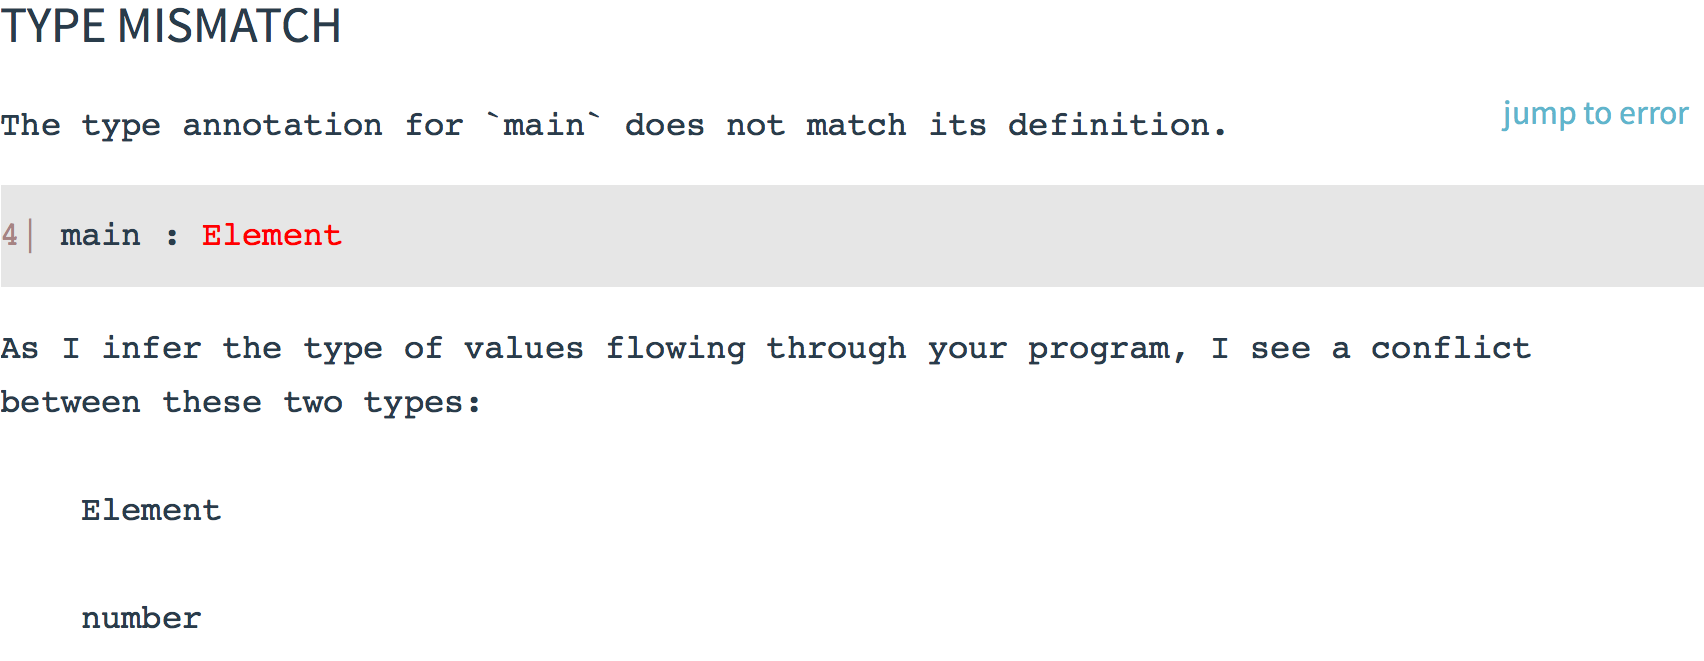 TYPE MISMATCH
The type annotation for `main` does not match its definition.
jump to error
4| main : Element
As I infer the type of values flowing through your program, I see a conflict
between these two types:
Element
number